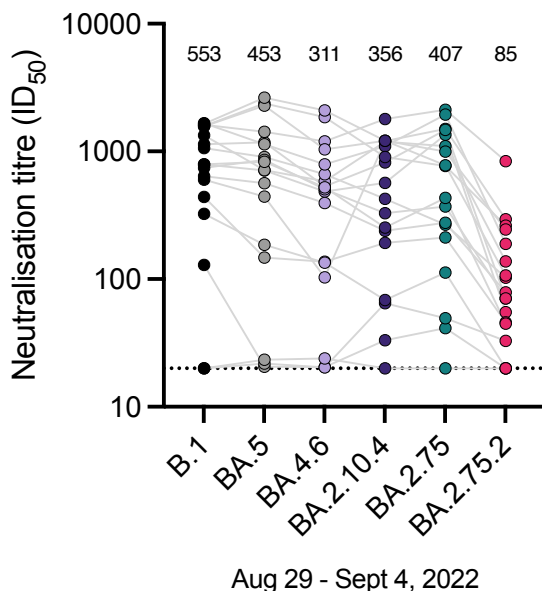 Neutralisation titre (ID50)
10000
1000
100
10
553 453 311 356 407 85
B.1
BA.5
BA.4.6
BA.2.10.4
BA.2.75
BA.2.75.2
Aug 29 - Sept 4, 2022